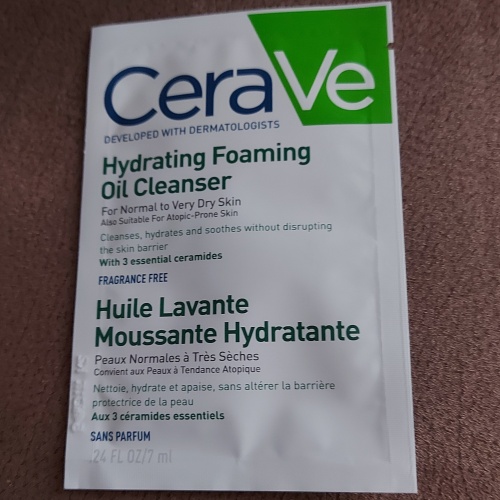 CeraVe
DEVELOPED WITH DERMATOLOGISTS
Hydrating Foaming
Oil Cleanser
For Normal to Very Dry Skin
Also Suitable For Atopic-Prone Skin
Cleanses, hydrates and soothes without disrupting
the skin barrier
With 3 essential ceramides
FRAGRANCE FREE
Huile Lavante
Moussante Hydratante
Peaux Normales à Très Sèches
Convient aux Peaux à Tendance Atopique
Nettoie, hydrate et apaise, sans altérer la barrière
protectrice de la peau
Aux 3 céramides essentiels
SANS PARFUM
.24 FL OZ/7 ml